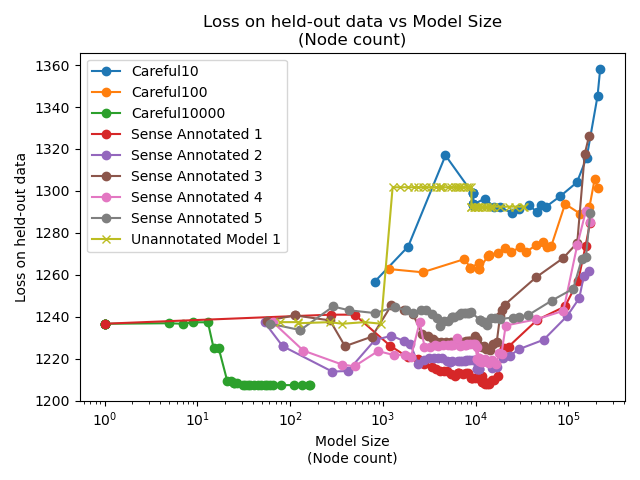 Loss on held-out data vs Model Size
(Node count)
Loss on held-out data
1360
1340
1320
1300
1280
1260
1240
1220
1200
Careful10
Careful100
Careful10000
Sense Annotated 1
Sense Annotated 2
Sense Annotated 3
Sense Annotated 4
Sense Annotated 5
Unannotated Model 1
10⁰ 10¹ 10² 10³ 10⁴ 10⁵
Model Size
(Node count)